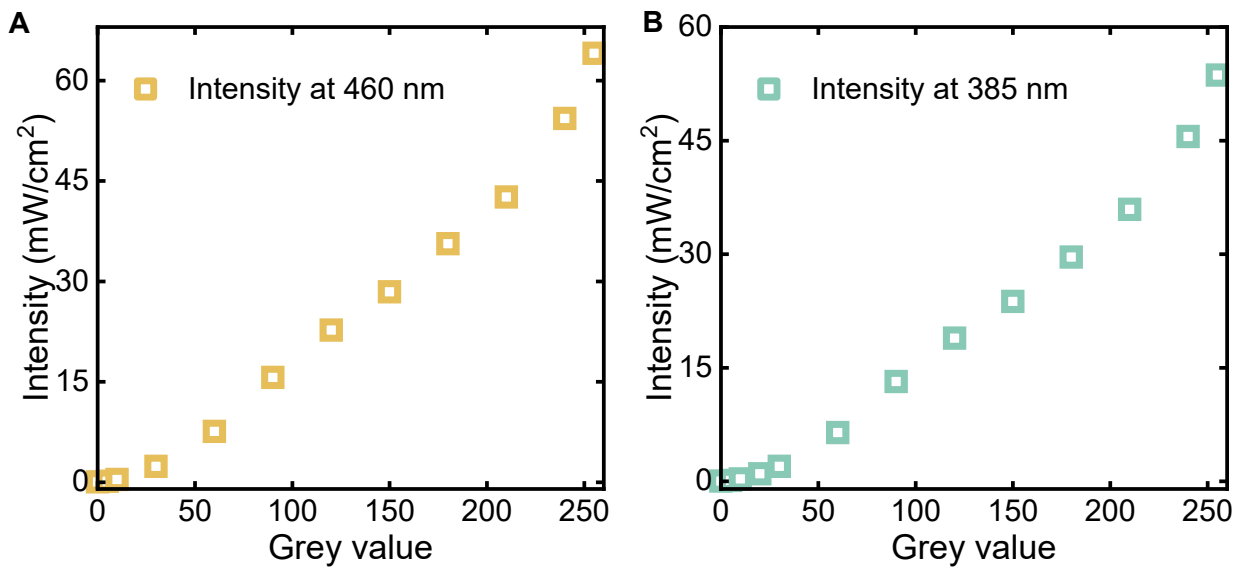 A
Intensity at 460 nm
Intensity (mW/cm²)
60
45
30
15
0
0 50 100 150 200 250
Grey value
B
Intensity at 385 nm
Intensity (mW/cm²)
60
45
30
15
0
0 50 100 150 200 250
Grey value